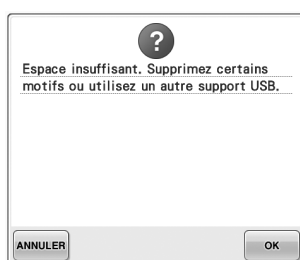 ?
Espace insuffisant. Supprimez certains
motifs ou utilisez un autre support USB.
ANNULER
OK